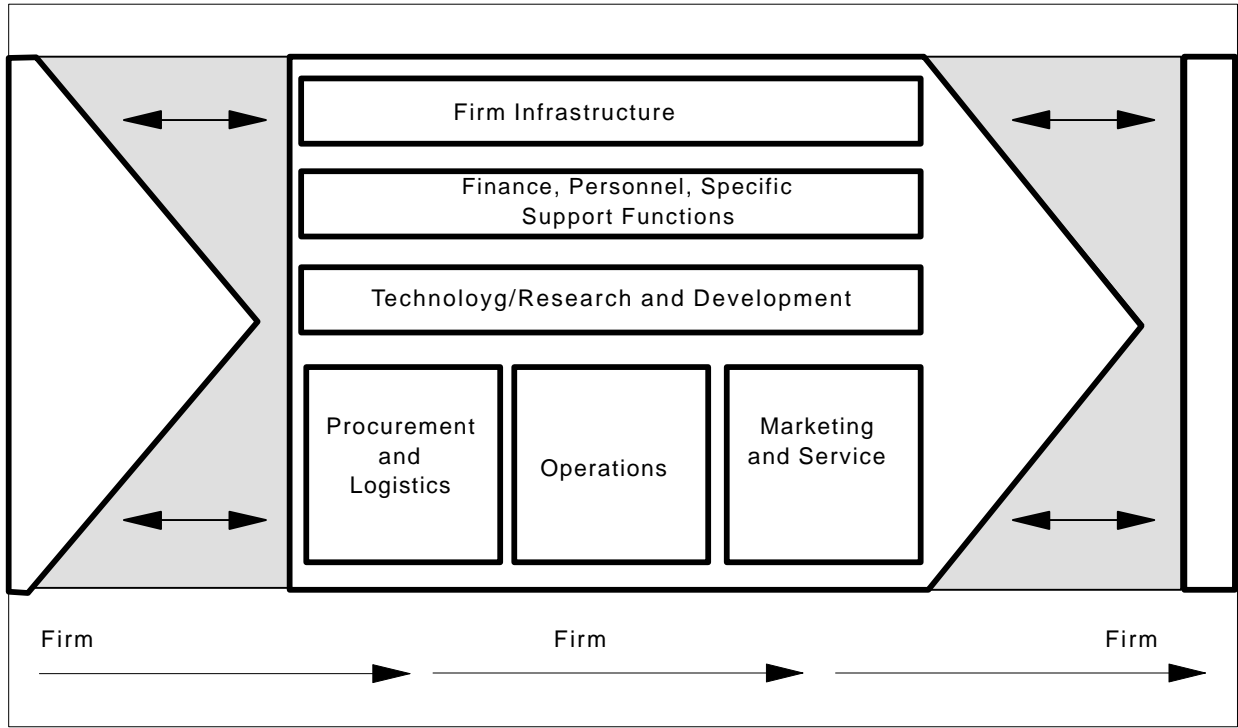 Firm Infrastructure
Finance, Personnel, Specific
Support Functions
Technoloyg/Research and Development
Procurement
and
Logistics
Operations
Marketing
and Service
Firm
Firm
Firm